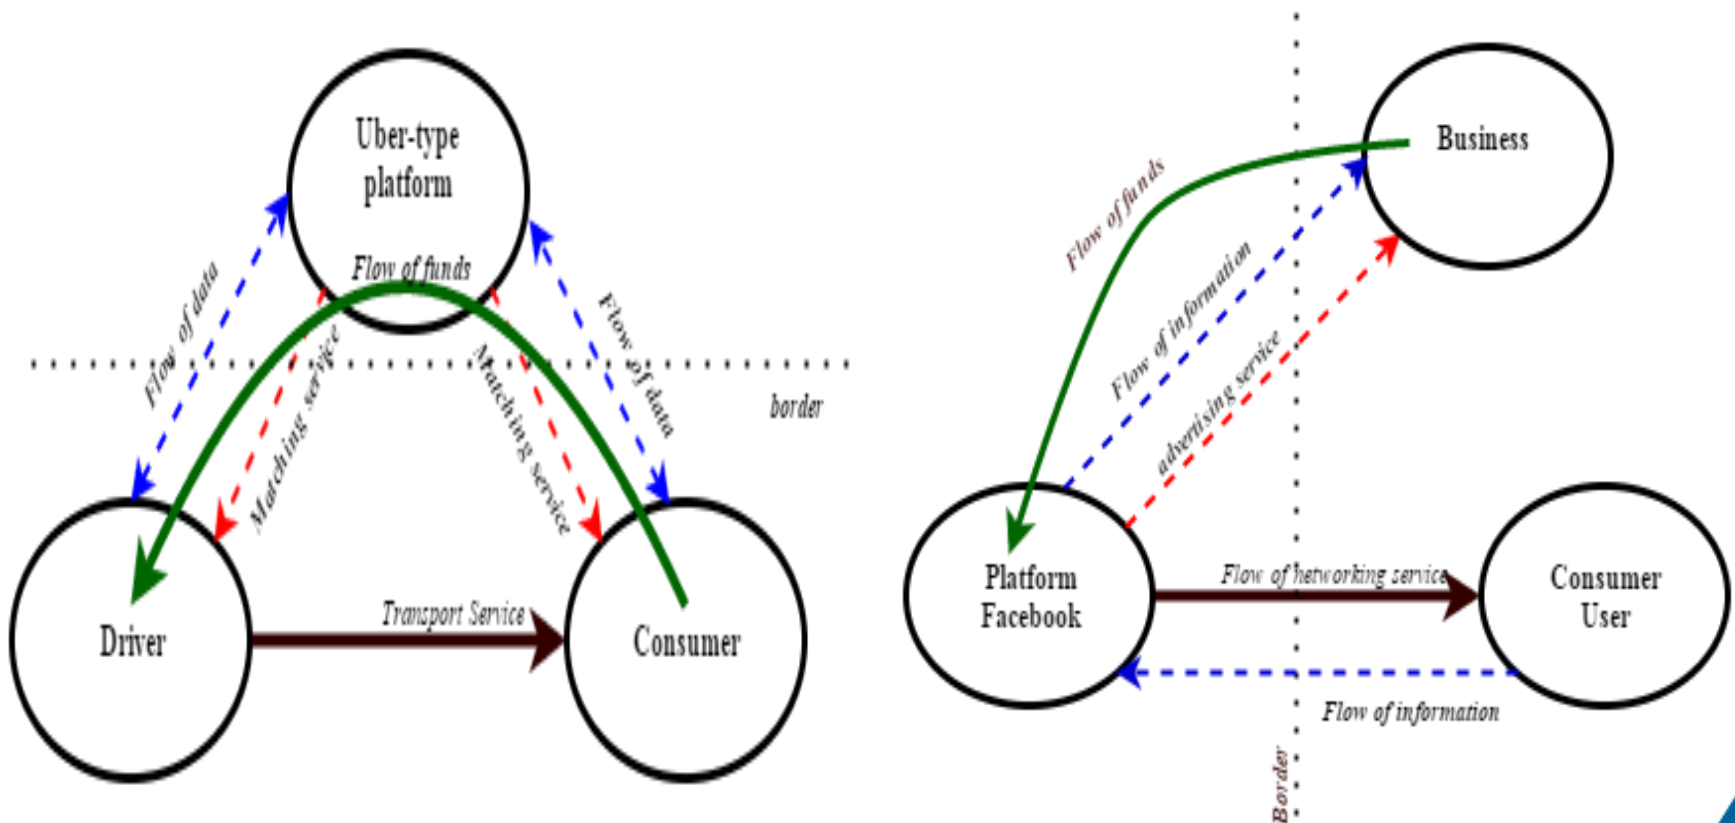 Uber-type
platform
Flow of funds
Flow of data
Matching service
Matching service
Flow of data
border
Driver
Transport Service
Consumer
Business
Flow of funds
Flow of information
advertising service
Platform
Facebook
Flow of networking service
Consumer
User
Flow of information
Border